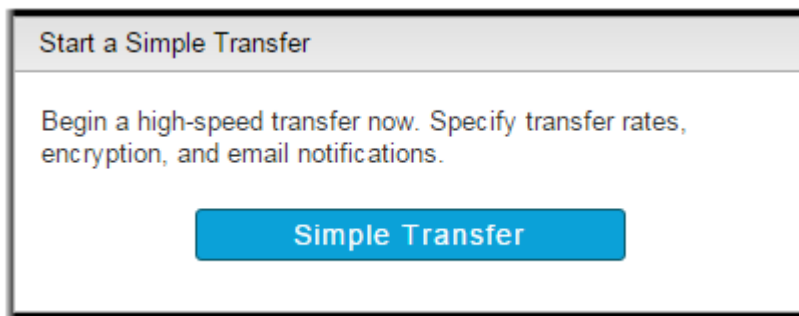 Start a Simple Transfer
Begin a high-speed transfer now. Specify transfer rates,
encryption, and email notifications.
Simple Transfer